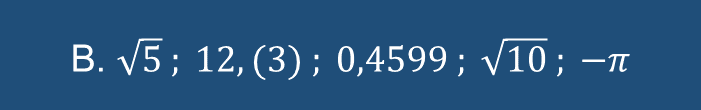 B. √5 ; 12, (3) ; 0,4599 ; √10 ; −π